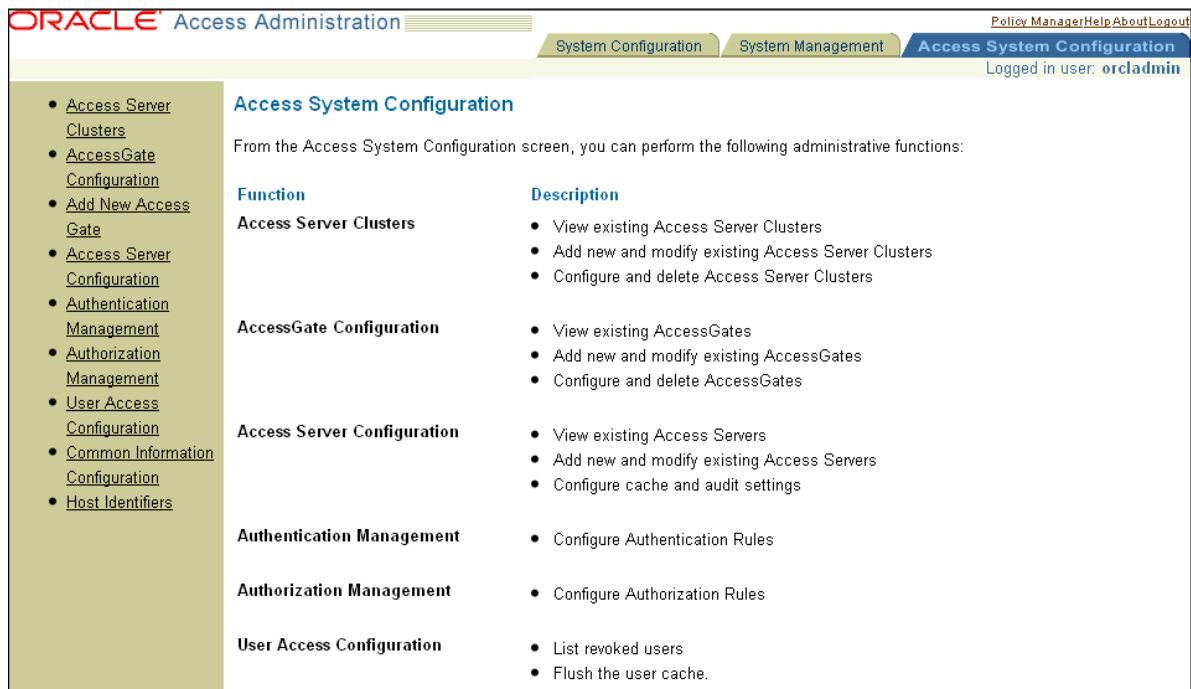 ORACLE Access Administration
Policy Manager Help About Logout
System Configuration
System Management
Access System Configuration
Logged in user: orcladmin
Access Server
Clusters
AccessGate
Configuration
Add New Access
Gate
Access Server
Configuration
Authentication
Management
Authorization
Management
User Access
Configuration
Common Information
Configuration
Host Identifiers
Access System Configuration
From the Access System Configuration screen, you can perform the following administrative functions:
Function Description
Access Server Clusters
• View existing Access Server Clusters
• Add new and modify existing Access Server Clusters
• Configure and delete Access Server Clusters
AccessGate Configuration
• View existing AccessGates
• Add new and modify existing AccessGates
• Configure and delete AccessGates
Access Server Configuration
• View existing Access Servers
• Add new and modify existing Access Servers
• Configure cache and audit settings
Authentication Management
• Configure Authentication Rules
Authorization Management
• Configure Authorization Rules
User Access Configuration
• List revoked users
• Flush the user cache.